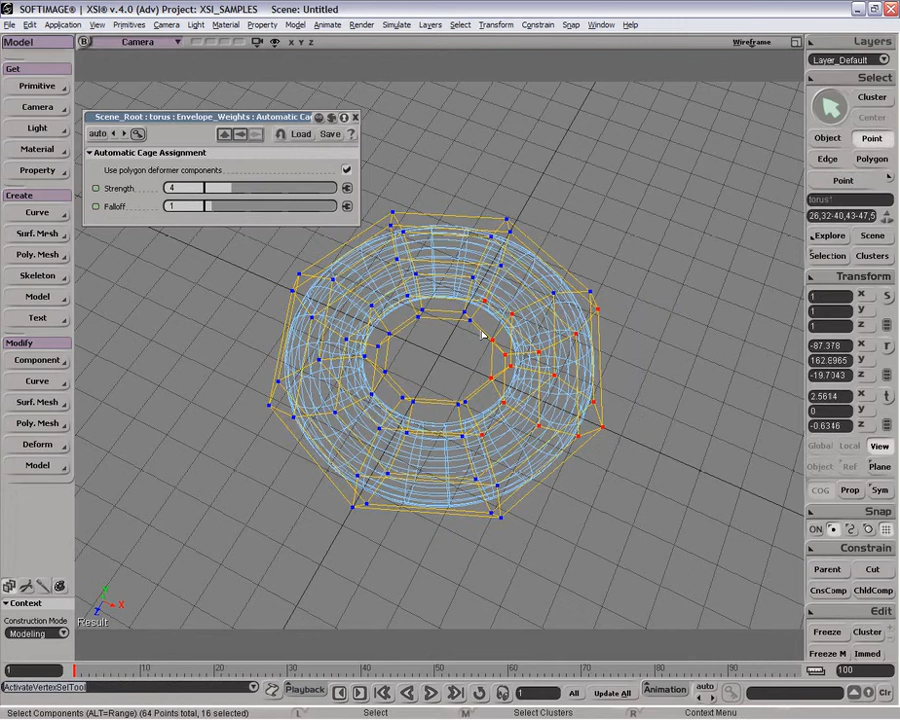 SOFTIMAGE® | XSI® v.4.0 (Adv) Project: XSI_SAMPLES Scene: Untitled
File Edit Application View Primitives Camera Material Property Model Animate Render Simulate Layers Select Transform Constrain Snap Window Help
Model
B Camera X Y Z Wireframe
Layers
Layer_Default
Get
Primitive
Camera
Light
Material
Property
Create
Curve
Surf. Mesh
Poly. Mesh
Skeleton
Model
Text
Modify
Component
Curve
Surf. Mesh
Poly. Mesh
Deform
Model
Context
Construction Mode
Modeling
Scene_Root : torus : Envelope_Weights : Automatic Cag
auto Load Save ?
Automatic Cage Assignment
Use polygon deformer components
Strength 4
Falloff 1
Y
Z X
Result
Select
Cluster
Center
Object Point
Edge Polygon
Point
torus*
26,32-40,43-47,5
Explore Scene
Selection Clusters
Transform
1 x s
1 y
1 z
-87.378 x r
162.8965 y
-19.7043 z
2.5614 x t
0 y
-0.6346 z
Global Local View
Object Ref Plane
COG Prop Sym
Snap
ON
Constrain
Parent Cut
CnsComp ChldComp
Edit
Freeze Cluster
Freeze M Immed
1 10 20 30 40 50 60 70 80 90 100
ActivateVertexSelTool Playback 1 All Update All Animation auto Clr
Select Components (ALT=Range) (64 Points total, 16 selected) L Select M Select Clusters R Context Menu